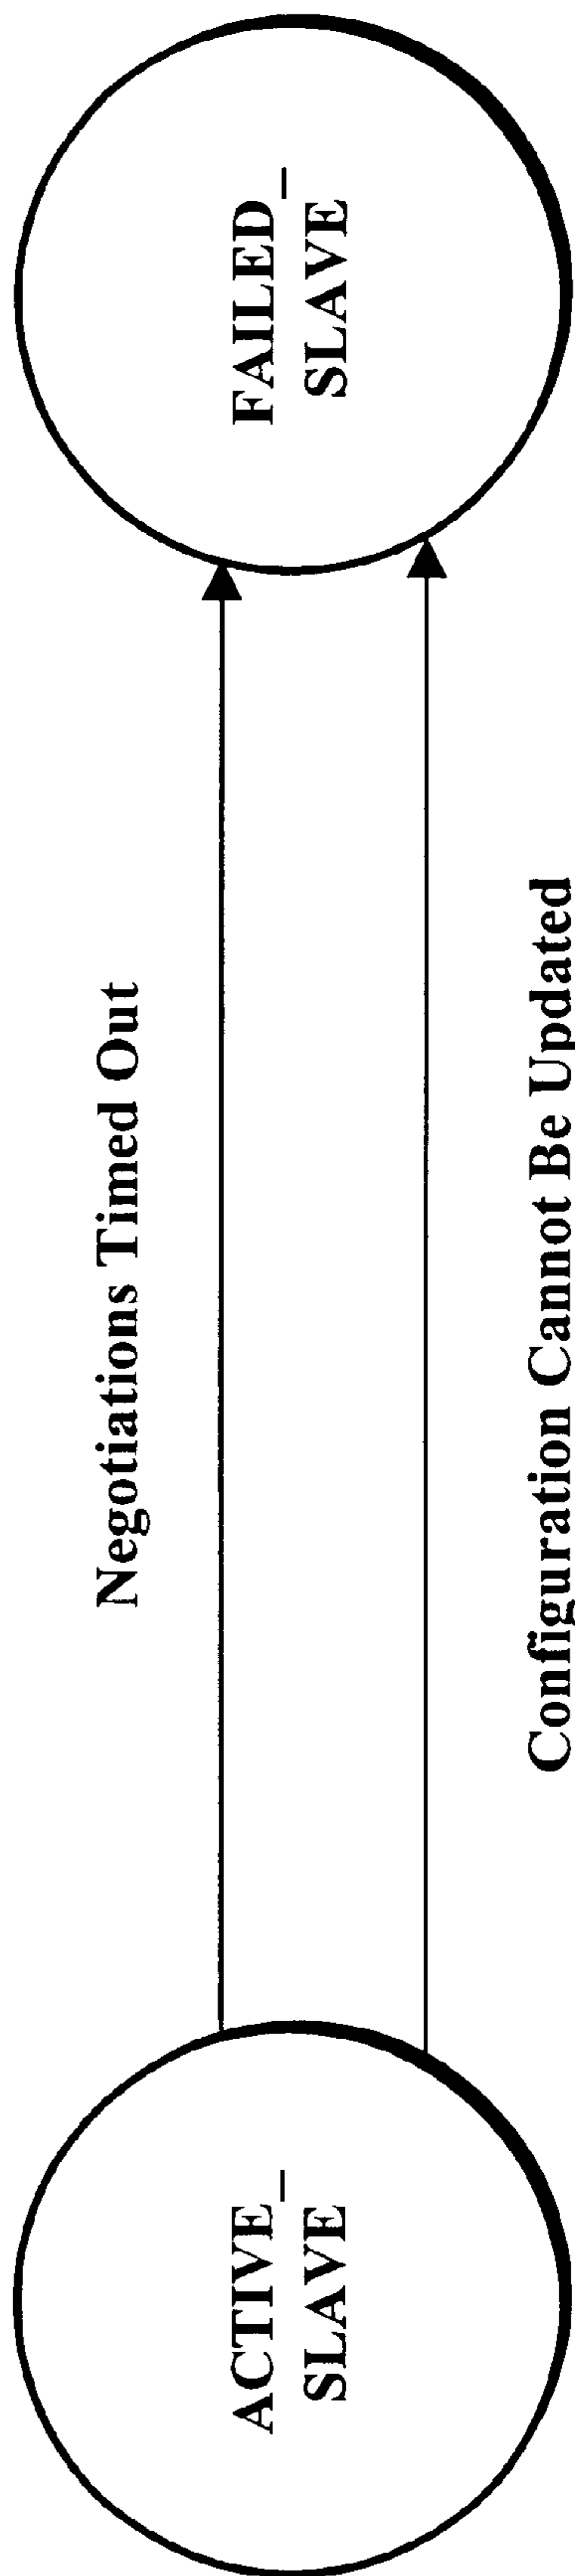 Negotiations Timed Out
ACTIVE_
SLAVE
FAILED_
SLAVE
Configuration Cannot Be Updated